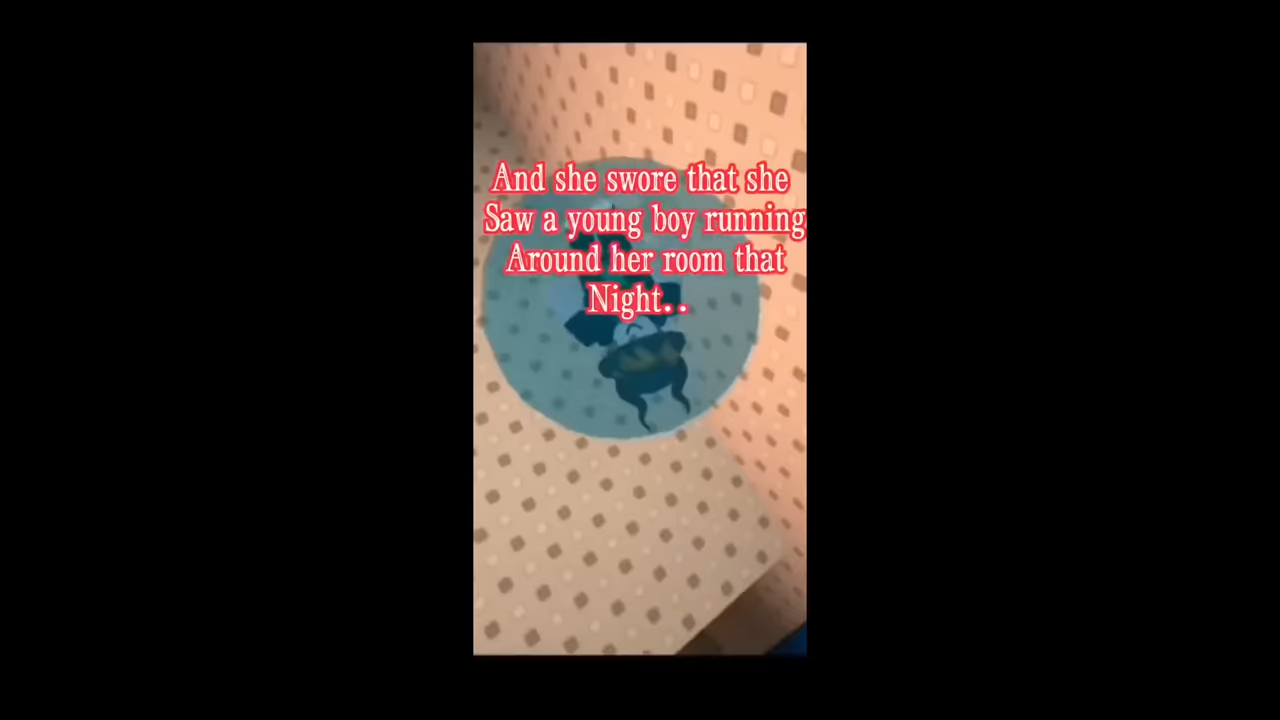 And she swore that she
Saw a young boy running
Around her room that
Night..